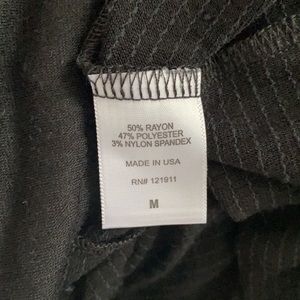 50% RAYON
47% POLYESTER
3% NYLON SPANDEX
MADE IN USA
RN# 121911
M